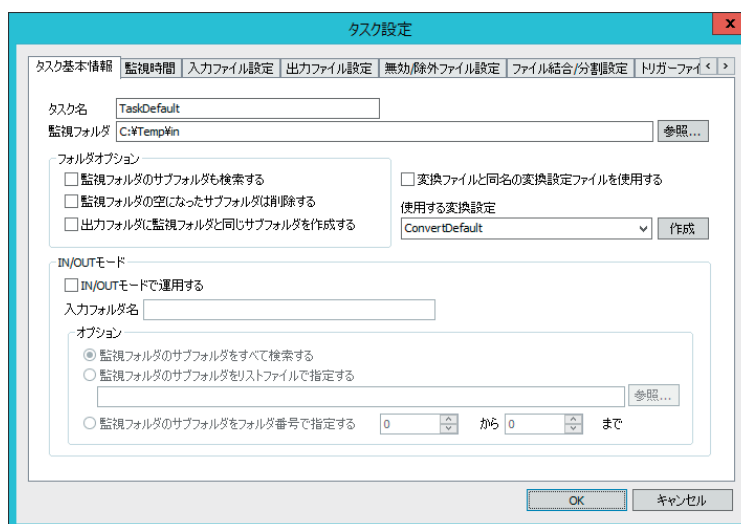 タスク設定
x
タスク基本情報 監視時間 入力ファイル設定 出力ファイル設定 無効/除外ファイル設定 ファイル結合/分割設定 トリガーファイ
タスク名 TaskDefault
監視フォルダ C:¥Temp¥in 参照...
フォルダオプション
監視フォルダのサブフォルダも検索する
監視フォルダの空になったサブフォルダは削除する
出力フォルダに監視フォルダと同じサブフォルダを作成する
変換ファイルと同名の変換設定ファイルを使用する
使用する変換設定
ConvertDefault 作成
IN/OUTモード
IN/OUTモードで運用する
入力フォルダ名
オプション
監視フォルダのサブフォルダをすべて検索する
監視フォルダのサブフォルダをリストファイルで指定する
参照...
監視フォルダのサブフォルダをフォルダ番号で指定する 0 から 0 まで
OK キャンセル